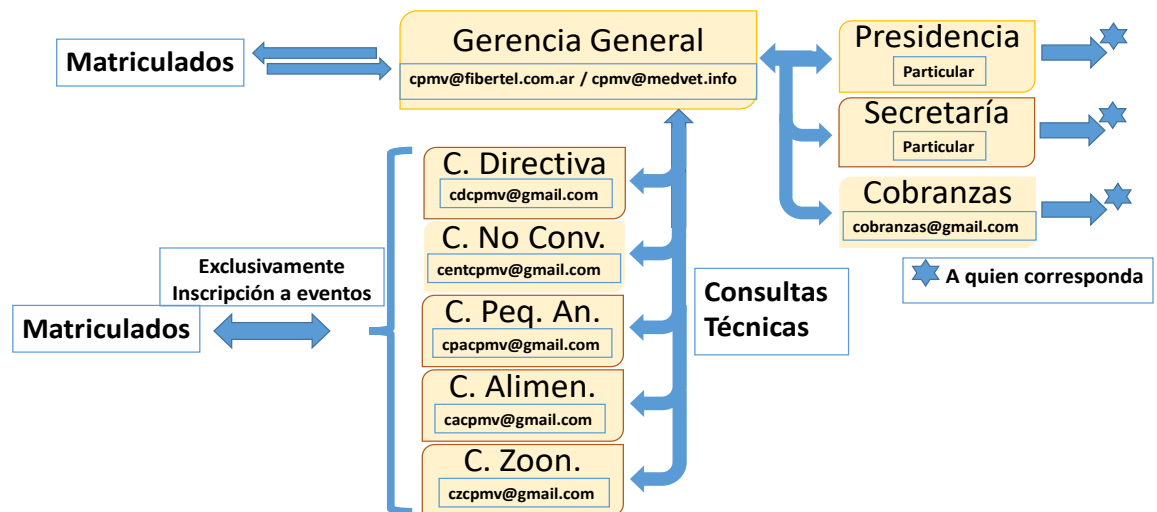 Matriculados
Gerencia General
cpmv@fibertel.com.ar / cpmv@medvet.info
Presidencia
Particular
Secretaría
Particular
Cobranzas
cobranzas@gmail.com
A quien corresponda
C. Directiva
cdcpmv@gmail.com
C. No Conv.
centcpmv@gmail.com
C. Peq. An.
cpacpmv@gmail.com
C. Alimen.
cacpmv@gmail.com
C. Zoon.
czcpmv@gmail.com
Exclusivamente
Inscripción a eventos
Matriculados
Consultas
Técnicas